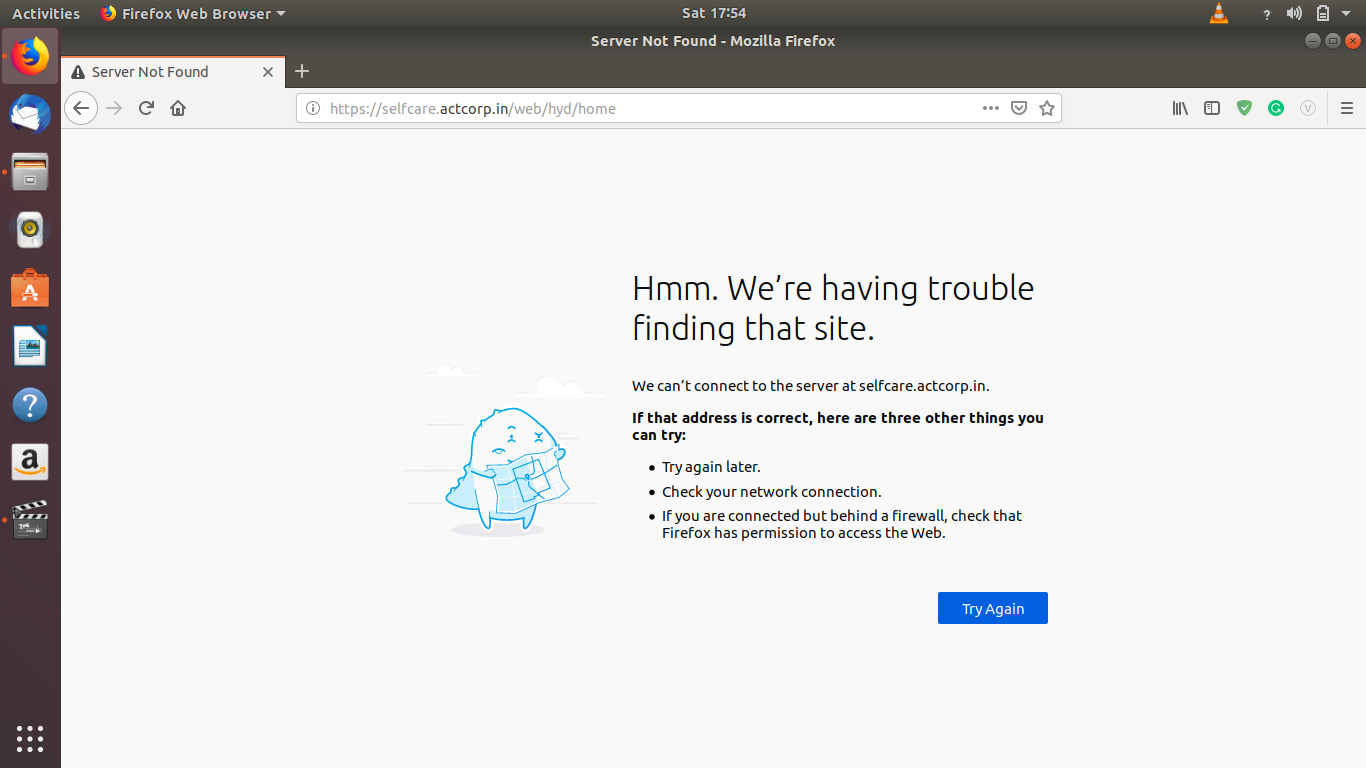 Activities Firefox Web Browser Sat 17:54 ?
Server Not Found - Mozilla Firefox
Server Not Found
https://selfcare.actcorp.in/web/hyd/home
Hmm. We’re having trouble
finding that site.
We can’t connect to the server at selfcare.actcorp.in.
If that address is correct, here are three other things you
can try:
Try again later.
Check your network connection.
If you are connected but behind a firewall, check that
Firefox has permission to access the Web.
Try Again